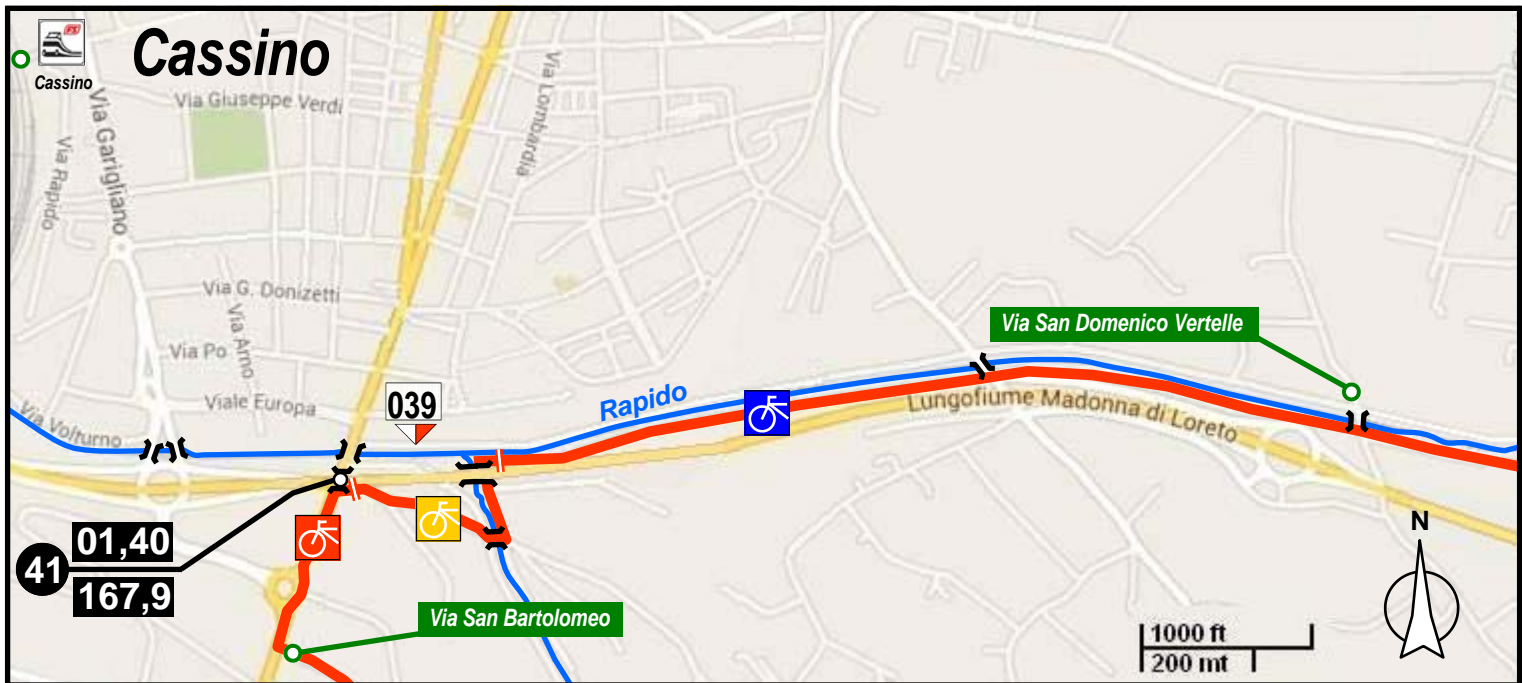 FS
Cassino
Cassino
Via Giuseppe Verdi
Via Garigliano
Via Rapido
Via Lombardia
Via G. Donizetti
Via Arno
Via Po
Viale Europa
Via Volturno
039
Rapido
Via San Domenico Vertelle
Lungofiume Madonna di Loreto
41
01,40
167,9
Via San Bartolomeo
N
1000 ft
200 mt